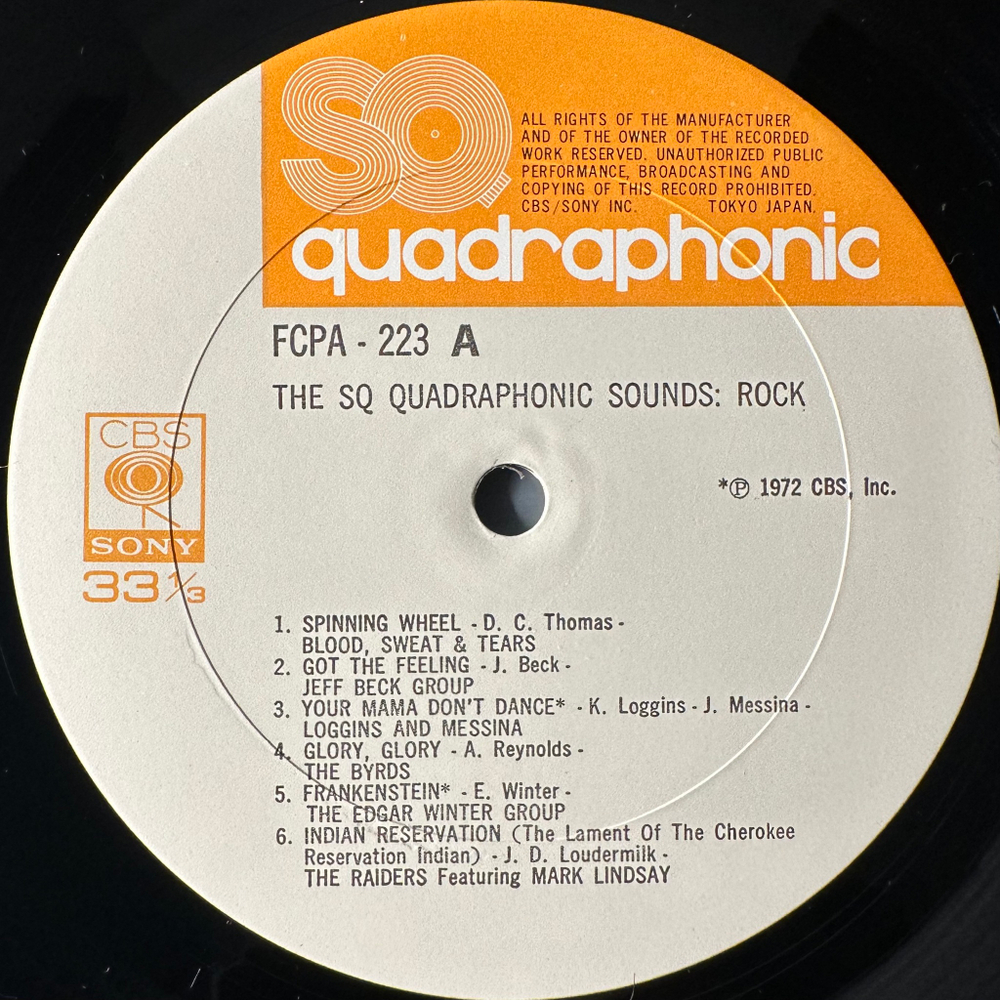 SQ
ALL RIGHTS OF THE MANUFACTURER
AND OF THE OWNER OF THE RECORDED
WORK RESERVED. UNAUTHORIZED PUBLIC
PERFORMANCE, BROADCASTING AND
COPYING OF THIS RECORD PROHIBITED.
CBS/SONY INC. TOKYO JAPAN.
quadraphonic
FCPA - 223 A
THE SQ QUADRAPHONIC SOUNDS: ROCK
CBS
SONY
33 1/3
*℗ 1972 CBS, Inc.
1. SPINNING WHEEL - D. C. Thomas -
BLOOD, SWEAT & TEARS
2. GOT THE FEELING - J. Beck -
JEFF BECK GROUP
3. YOUR MAMA DON'T DANCE* - K. Loggins - J. Messina -
LOGGINS AND MESSINA
4. GLORY, GLORY - A. Reynolds -
THE BYRDS
5. FRANKENSTEIN* - E. Winter -
THE EDGAR WINTER GROUP
6. INDIAN RESERVATION (The Lament Of The Cherokee
Reservation Indian) - J. D. Loudermilk -
THE RAIDERS Featuring MARK LINDSAY